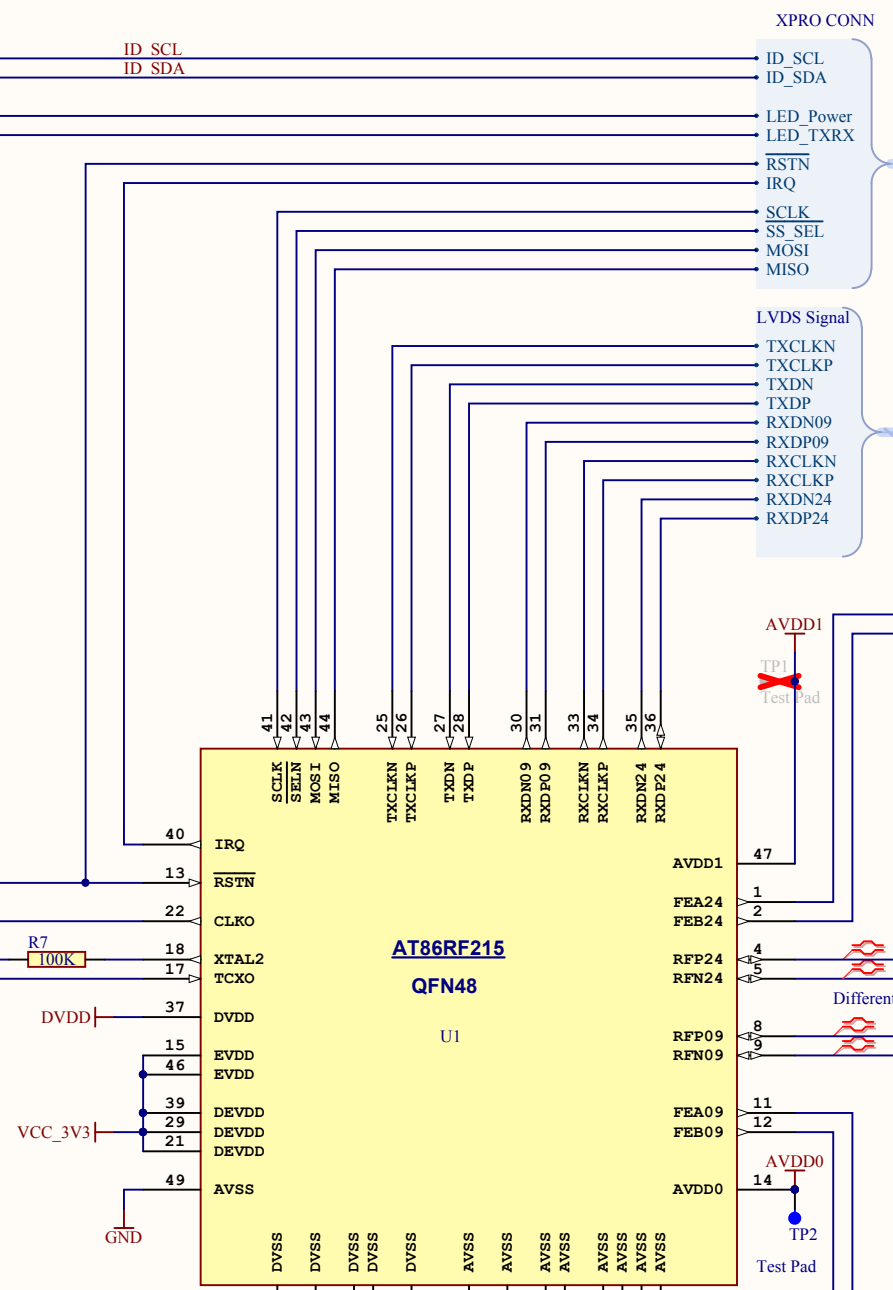 XPRO CONN
ID_SCL
ID_SCL
ID_SDA
ID_SDA
LED_Power
LED_TXRX
RSTN
IRQ
SCLK
SS_SEL
MOSI
MISO
LVDS Signal
TXCLKN
TXCLKP
TXDN
TXDP
RXDN09
RXDP09
RXCLKN
RXCLKP
RXDN24
RXDP24
AVDD1
TP1
Test Pad
41 42 43 44 25 26 27 28 30 31 33 34 35 36
SCLK SELN MOSI MISO TXCLKN TXCLKP TXDN TXDP RXDN09 RXDP09 RXCLKN RXCLKP RXDN24 RXDP24
40 IRQ
AVDD1 47
13 RSTN
FEA24 1
22 CLKO
FEB24 2
R7
100K
18 XTAL2
AT86RF215
RFP24 4
17 TCXO
QFN48
RFN24 5
Different
DVDD 37 DVDD
U1
RFP09 8
15 EVDD
RFN09 9
46 EVDD
39 DEVDD
FEA09 11
VCC_3V3 29 DEVDD
FEB09 12
21 DEVDD
AVDD0
49 AVSS
AVDD0 14
GND
TP2
Test Pad
DVSS DVSS DVSS DVSS DVSS AVSS AVSS AVSS AVSS AVSS AVSS AVSS AVSS